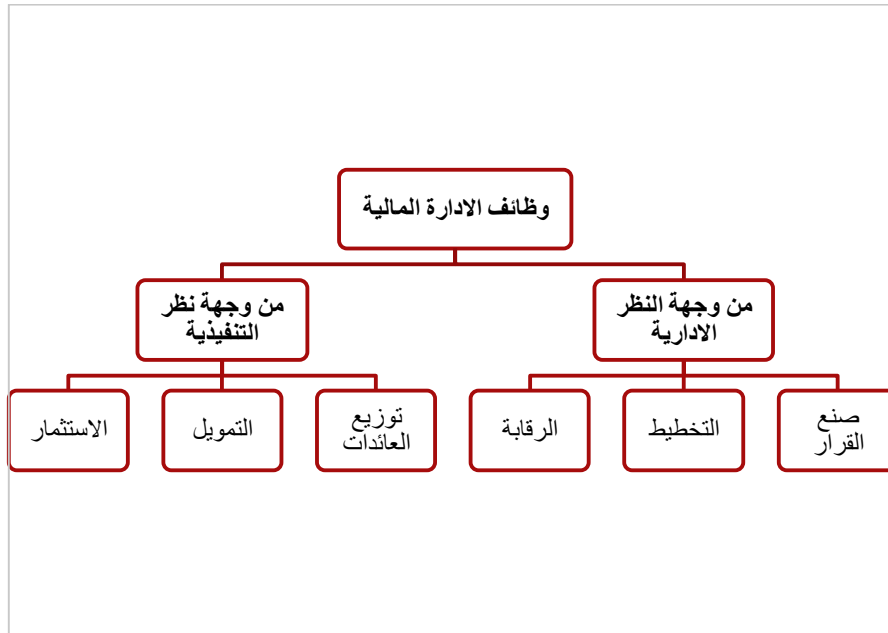 وظائف الادارة المالية
من وجهة النظر
الادارية
من وجهة نظر
التنفيذية
صنع
القرار
التخطيط
الرقابة
توزيع
العائدات
التمويل
الاستثمار